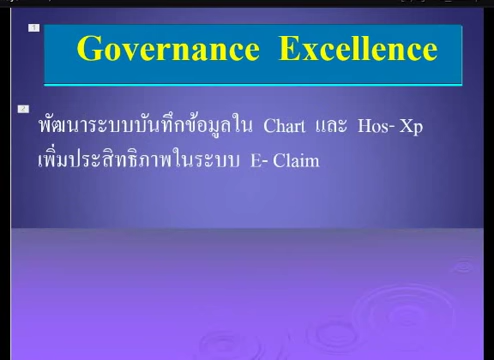 1
Governance Excellence
2
พัฒนาระบบบันทึกข้อมูลใน Chart และ Hos- Xp
เพิ่มประสิทธิภาพในระบบ E- Claim